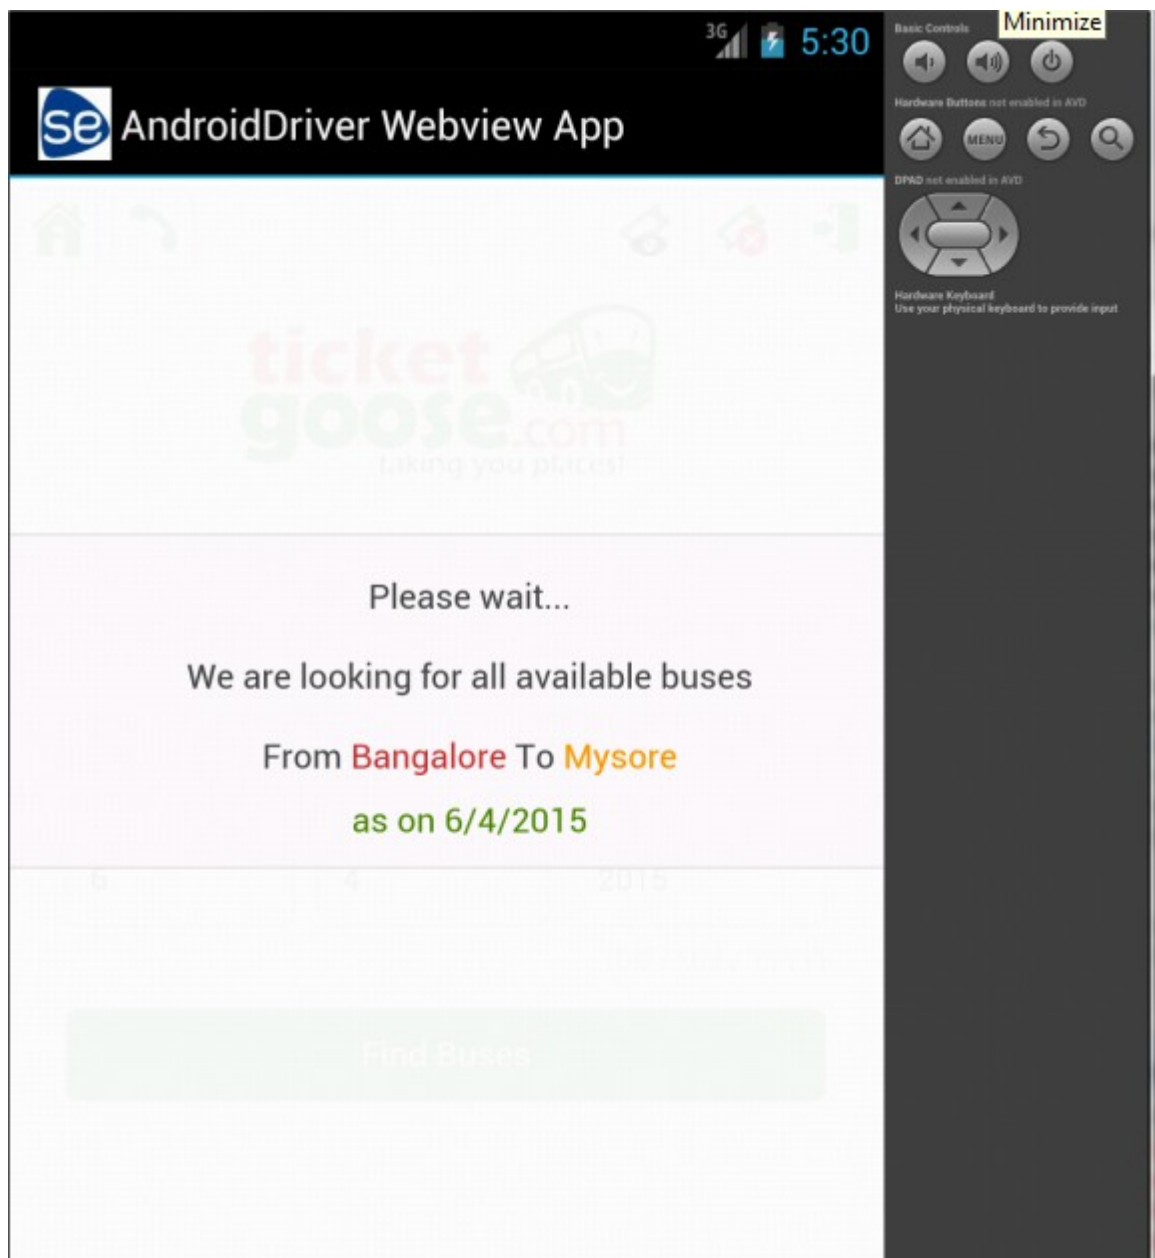 Minimize
3G 5:30
se AndroidDriver Webview App
ticket
goose.com
taking you places!
Please wait...
We are looking for all available buses
From Bangalore To Mysore
as on 6/4/2015
6 4 2015
Find Buses
Basic Controls
Hardware Buttons not enabled in AVD
MENU
DPAD not enabled in AVD
Hardware Keyboard
Use your physical keyboard to provide input